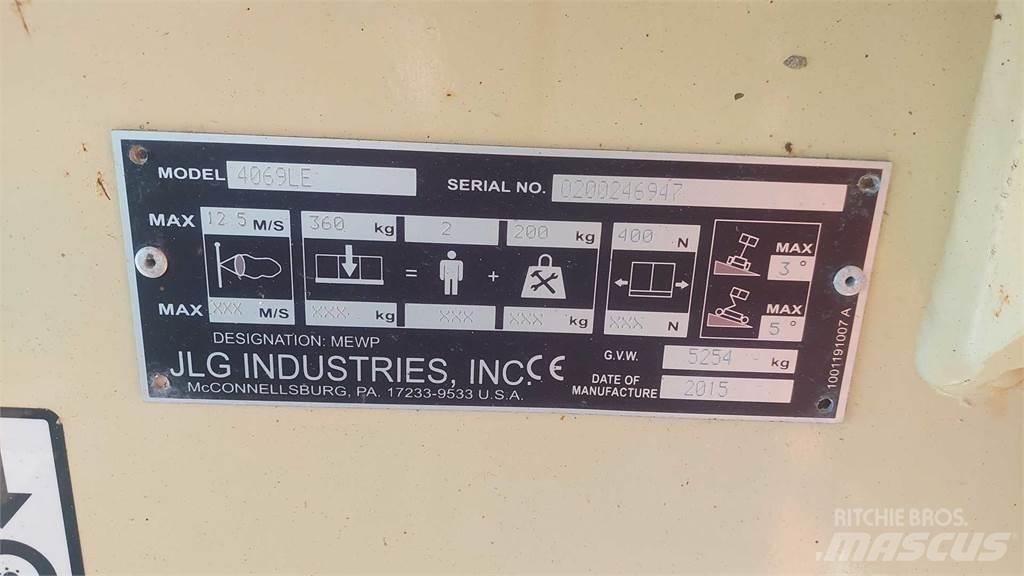 MODEL 4069LE SERIAL NO. 0200246947
MAX 12.5 M/S 360 kg 2 200 kg 400 N
= +
MAX 3°
MAX XXX M/S XXX kg XXX XXX kg XXX N
MAX 5°
DESIGNATION: MEWP
JLG INDUSTRIES, INC. CE
McCONNELLSBURG, PA. 17233-9533 U.S.A.
G.V.W. 5254 kg
DATE OF
MANUFACTURE 2015
1001191007 A
RITCHIE BROS.
MASCUS